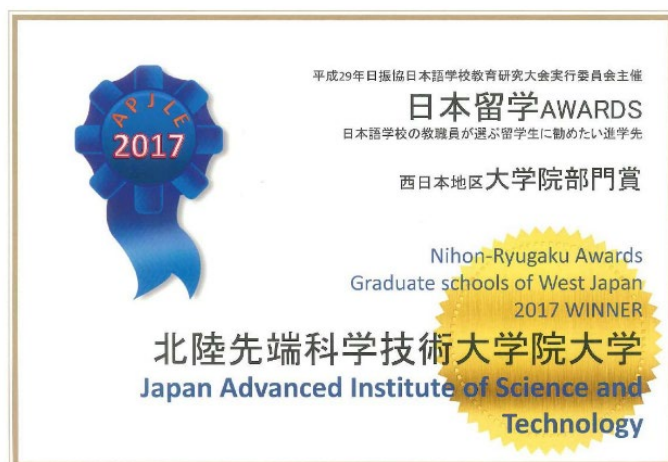 APJLE
2017
平成29年日振協日本語学校教育研究大会実行委員会主催
日本留学AWARDS
日本語学校の教職員が選ぶ留学生に勧めたい進学先
西日本地区大学院部門賞
Nihon-Ryugaku Awards
Graduate schools of West Japan
2017 WINNER
北陸先端科学技術大学院大学
Japan Advanced Institute of Science and
Technology